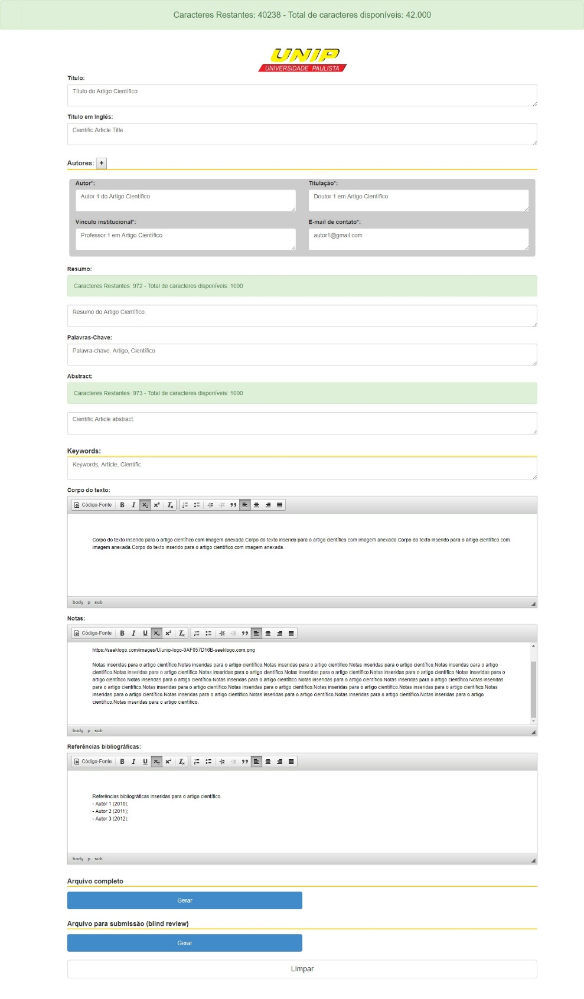 Caracteres Restantes: 40238 - Total de caracteres disponíveis: 42.000
UNIP
UNIVERSIDADE PAULISTA
Título:
Título do Artigo Científico
Título em Inglês:
Cientific Article Title
Autores: +
Autor*: Titulação*:
Autor 1 do Artigo Científico Doutor 1 em Artigo Científico
Vínculo institucional*: E-mail de contato*:
Professor 1 em Artigo Científico autor1@gmail.com
Resumo:
Caracteres Restantes: 972 - Total de caracteres disponíveis: 1000
Resumo do Artigo Científico.
Palavras-Chave:
Palavra-chave, Artigo, Científico
Abstract:
Caracteres Restantes: 973 - Total de caracteres disponíveis: 1000
Cientific Article abstract.
Keywords:
Keywords, Article, Cientific
Corpo do texto:
Código-Fonte B I x₂ x² Tx
Corpo do texto inserido para o artigo científico com imagem anexada.Corpo do texto inserido para o artigo científico com imagem anexada.Corpo do texto inserido para o artigo científico com
imagem anexada.Corpo do texto inserido para o artigo científico com imagem anexada.
body p sub
Notas:
Código-Fonte B I U x₂ x² Tx
https://seeklogo.com/images/U/unip-logo-0AF057D16B-seeklogo.com.png
Notas inseridas para o artigo científico.Notas inseridas para o artigo científico.Notas inseridas para o artigo científico.Notas inseridas para o artigo científico.Notas inseridas para o artigo
científico.Notas inseridas para o artigo científico.Notas inseridas para o artigo científico.Notas inseridas para o artigo científico.Notas inseridas para o artigo científico.Notas inseridas para o
artigo científico.Notas inseridas para o artigo científico.Notas inseridas para o artigo científico.Notas inseridas para o artigo científico.Notas inseridas para o artigo científico.Notas inseridas
para o artigo científico.Notas inseridas para o artigo científico.Notas inseridas para o artigo científico.Notas inseridas para o artigo científico.Notas inseridas para o artigo científico.Notas
inseridas para o artigo científico.Notas inseridas para o artigo científico.Notas inseridas para o artigo científico.Notas inseridas para o artigo científico.Notas inseridas para o artigo
científico.Notas inseridas para o artigo científico.
body p sub
Referências bibliográficas:
Código-Fonte B I U x₂ x² Tx
Referências bibliográficas inseridas para o artigo científico.
- Autor 1 (2010);
- Autor 2 (2011);
- Autor 3 (2012);
body p sub
Arquivo completo
Gerar
Arquivo para submissão (blind review)
Gerar
Limpar